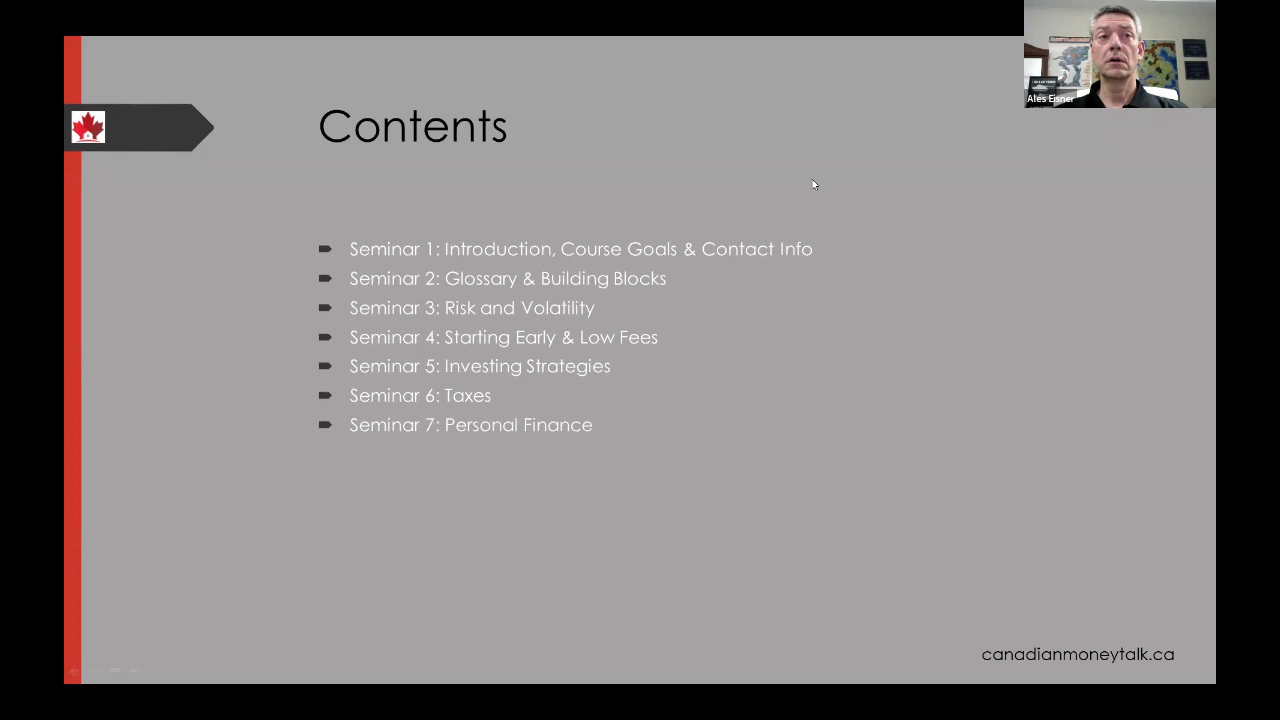 Ales Eisner
Contents
Seminar 1: Introduction, Course Goals & Contact Info
Seminar 2: Glossary & Building Blocks
Seminar 3: Risk and Volatility
Seminar 4: Starting Early & Low Fees
Seminar 5: Investing Strategies
Seminar 6: Taxes
Seminar 7: Personal Finance
canadianmoneytalk.ca